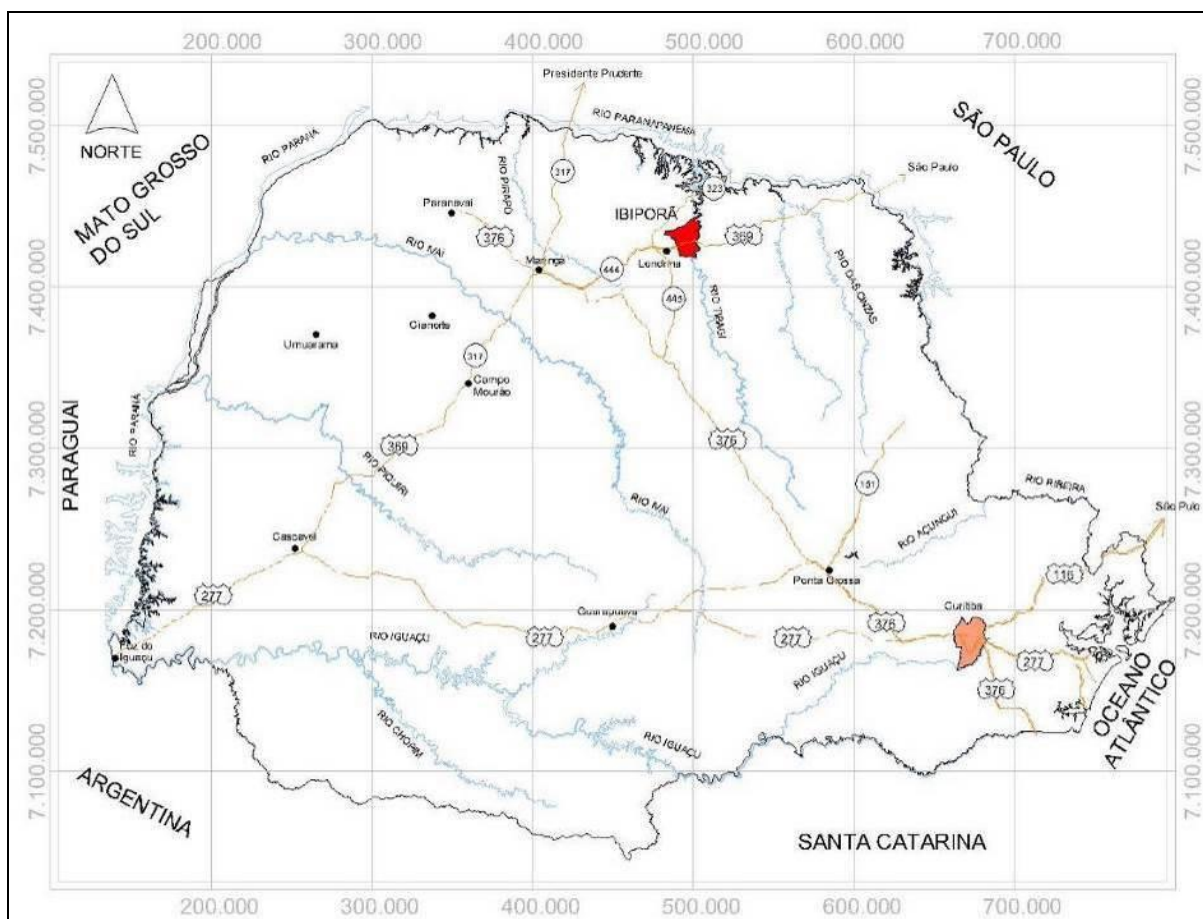 200.000 300.000 400.000 500.000 600.000 700.000
Presidente Prudente
7.500.000
7.500.000
NORTE
RIO PARANÁ
RIO PARANAPANEMA
SÃO PAULO
MATO GROSSO
DO SUL
RIO PIRAPÓ
317
323
São Paulo
Paranavaí
IBIPORÃ
376
369
RIO IVAÍ
Maringá
444
Londrina
RIO DAS CINZAS
7.400.000
7.400.000
445
RIO TIBAGI
Cianorte
Umuarama
317
Campo
Mourão
PARAGUAI
RIO PARANÁ
369
376
7.300.000
7.300.000
RIO PIQUIRI
151
RIO RIBEIRA
RIO IVAÍ
RIO AÇUNGUI
Cascavel
Ponta Grossa
116
277
7.200.000
7.200.000
Guarapuava
Curitiba
376
RIO IGUAÇU
277
277
Foz do
Iguaçu
RIO IGUAÇU
277
376
OCEANO
ATLÂNTICO
RIO CHOPIM
RIO IGUAÇU
7.100.000
7.100.000
ARGENTINA
SANTA CATARINA
200.000 300.000 400.000 500.000 600.000 700.000